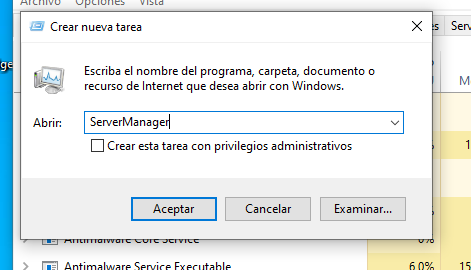 Archivo Opciones Vista
Crear nueva tarea
Escriba el nombre del programa, carpeta, documento o
recurso de Internet que desea abrir con Windows.
Abrir:
ServerManager
Crear esta tarea con privilegios administrativos
Aceptar
Cancelar
Examinar...
Antimalware Core Service
Antimalware Service Executable
6,0%